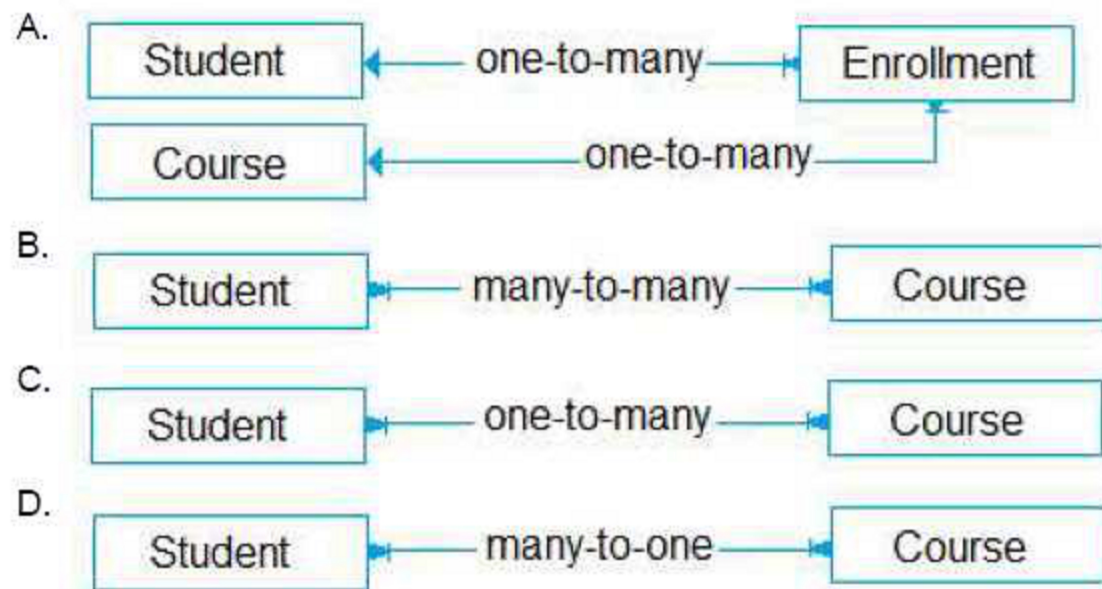 A.
Student one-to-many Enrollment
Course one-to-many
B.
Student many-to-many Course
C.
Student one-to-many Course
D.
Student many-to-one Course